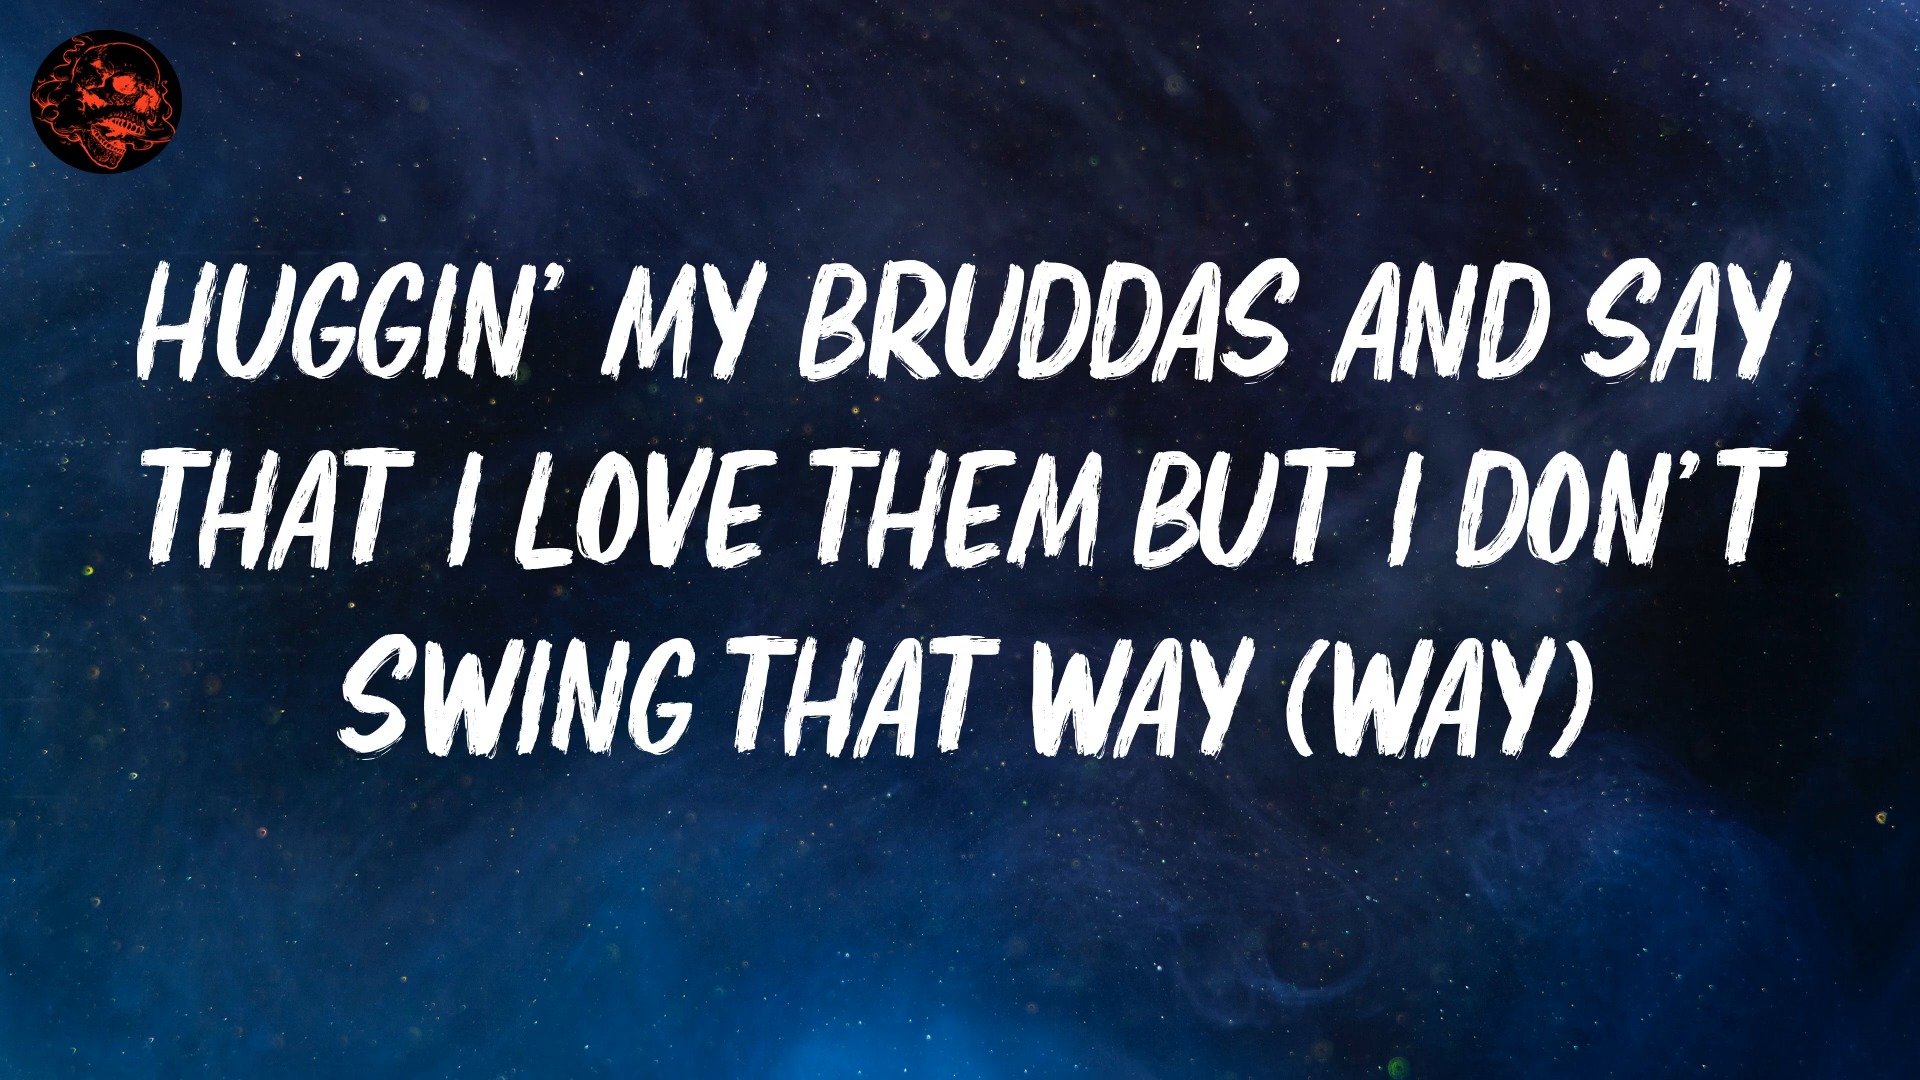 HUGGIN' MY BRUDDAS AND SAY
THAT I LOVE THEM BUT I DON'T
SWING THAT WAY (WAY)